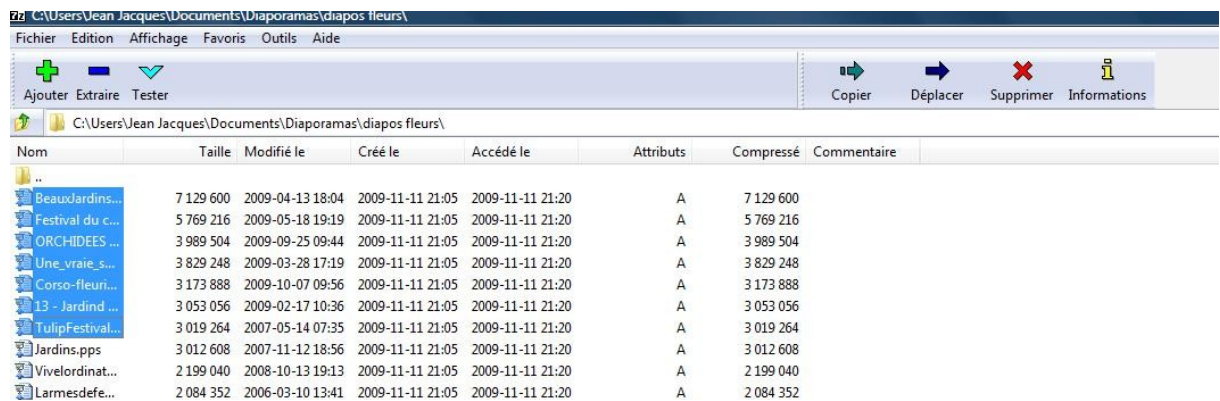 7z C:\Users\Jean Jacques\Documents\Diaporamas\diapos fleurs\
Fichier Edition Affichage Favoris Outils Aide
Ajouter Extraire Tester Copier Déplacer Supprimer Informations
C:\Users\Jean Jacques\Documents\Diaporamas\diapos fleurs\
Nom Taille Modifié le Créé le Accédé le Attributs Compressé Commentaire
..
BeauxJardins... 7 129 600 2009-04-13 18:04 2009-11-11 21:05 2009-11-11 21:20 A 7 129 600
Festival du c... 5 769 216 2009-05-18 19:19 2009-11-11 21:05 2009-11-11 21:20 A 5 769 216
ORCHIDEES ... 3 989 504 2009-09-25 09:44 2009-11-11 21:05 2009-11-11 21:20 A 3 989 504
Une_vraie_s... 3 829 248 2009-03-28 17:19 2009-11-11 21:05 2009-11-11 21:20 A 3 829 248
Corso-fleuri... 3 173 888 2009-10-07 09:56 2009-11-11 21:05 2009-11-11 21:20 A 3 173 888
13 - Jardind ... 3 053 056 2009-02-17 10:36 2009-11-11 21:05 2009-11-11 21:20 A 3 053 056
TulipFestival... 3 019 264 2007-05-14 07:35 2009-11-11 21:05 2009-11-11 21:20 A 3 019 264
Jardins.pps 3 012 608 2007-11-12 18:56 2009-11-11 21:05 2009-11-11 21:20 A 3 012 608
Vivelordinat... 2 199 040 2008-10-13 19:13 2009-11-11 21:05 2009-11-11 21:20 A 2 199 040
Larmesdefe... 2 084 352 2006-03-10 13:41 2009-11-11 21:05 2009-11-11 21:20 A 2 084 352